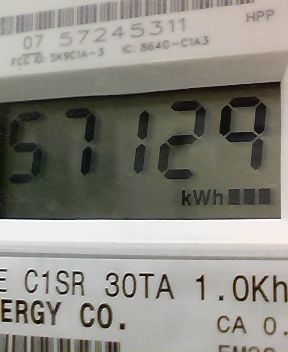 HPP
07 57245311
FCC ID: SK9C1A-3 IC: 864G-C1A3
57129
kWh
E C1SR 30TA 1.0Kh
ERGY CO.
CA 0.